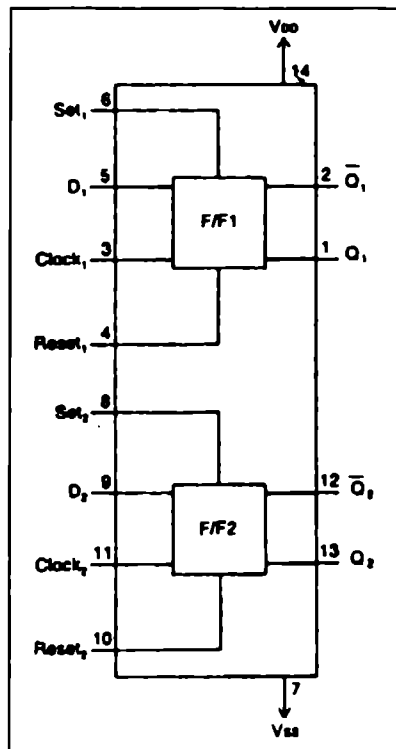 VDD
14
6
Set₁
5
D₁
F/F1
2
Q̅₁
3
Clock₁
1
Q₁
4
Reset₁
8
Set₂
9
D₂
F/F2
12
Q̅₂
11
Clock₂
13
Q₂
10
Reset₂
7
VSS